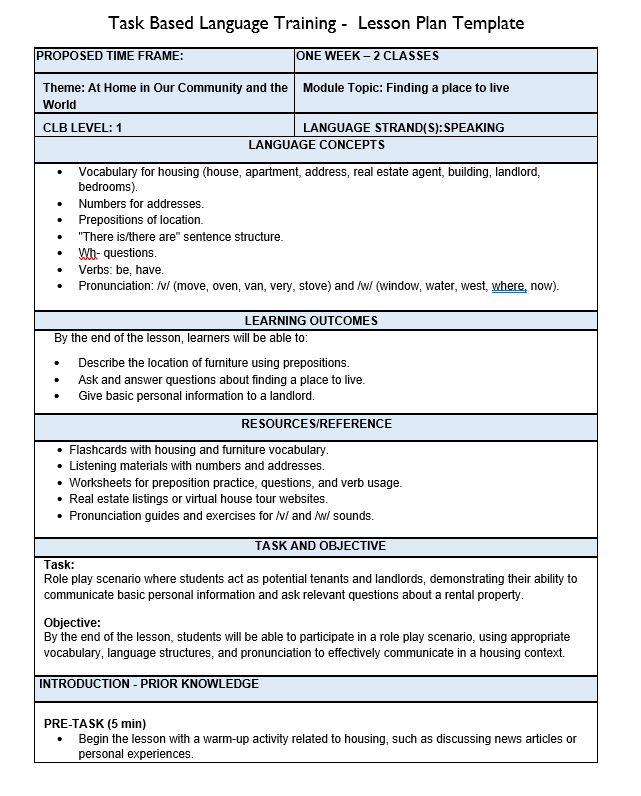 Task Based Language Training -  Lesson Plan Template
PROPOSED TIME FRAME:
ONE WEEK – 2 CLASSES
Theme: At Home in Our Community and the
World
Module Topic: Finding a place to live
CLB LEVEL: 1
LANGUAGE STRAND(S):SPEAKING
LANGUAGE CONCEPTS
• Vocabulary for housing (house, apartment, address, real estate agent, building, landlord,
bedrooms).
• Numbers for addresses.
• Prepositions of location.
• "There is/there are" sentence structure.
• Wh- questions.
• Verbs: be, have.
• Pronunciation: /v/ (move, oven, van, very, stove) and /w/ (window, water, west, where, now).
LEARNING OUTCOMES
By the end of the lesson, learners will be able to:
• Describe the location of furniture using prepositions.
• Ask and answer questions about finding a place to live.
• Give basic personal information to a landlord.
RESOURCES/REFERENCE
• Flashcards with housing and furniture vocabulary.
• Listening materials with numbers and addresses.
• Worksheets for preposition practice, questions, and verb usage.
• Real estate listings or virtual house tour websites.
• Pronunciation guides and exercises for /v/ and /w/ sounds.
TASK AND OBJECTIVE
Task:
Role play scenario where students act as potential tenants and landlords, demonstrating their ability to
communicate basic personal information and ask relevant questions about a rental property.
Objective:
By the end of the lesson, students will be able to participate in a role play scenario, using appropriate
vocabulary, language structures, and pronunciation to effectively communicate in a housing context.
INTRODUCTION - PRIOR KNOWLEDGE
PRE-TASK (5 min)
• Begin the lesson with a warm-up activity related to housing, such as discussing news articles or
personal experiences.